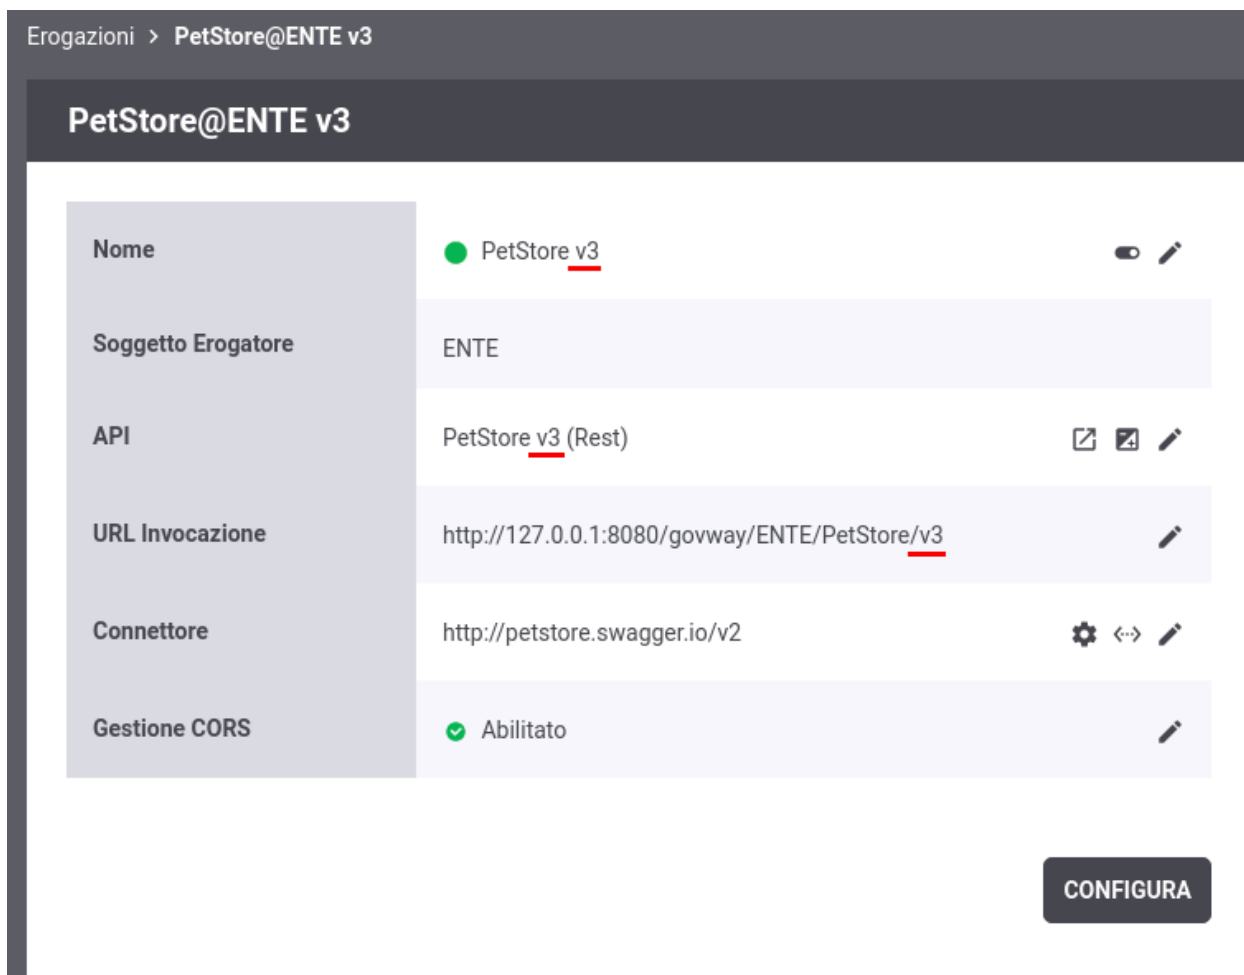 Erogazioni > PetStore@ENTE v3
PetStore@ENTE v3
Nome PetStore v3
Soggetto Erogatore ENTE
API PetStore v3 (Rest)
URL Invocazione http://127.0.0.1:8080/govway/ENTE/PetStore/v3
Connettore http://petstore.swagger.io/v2
Gestione CORS Abilitato
CONFIGURA